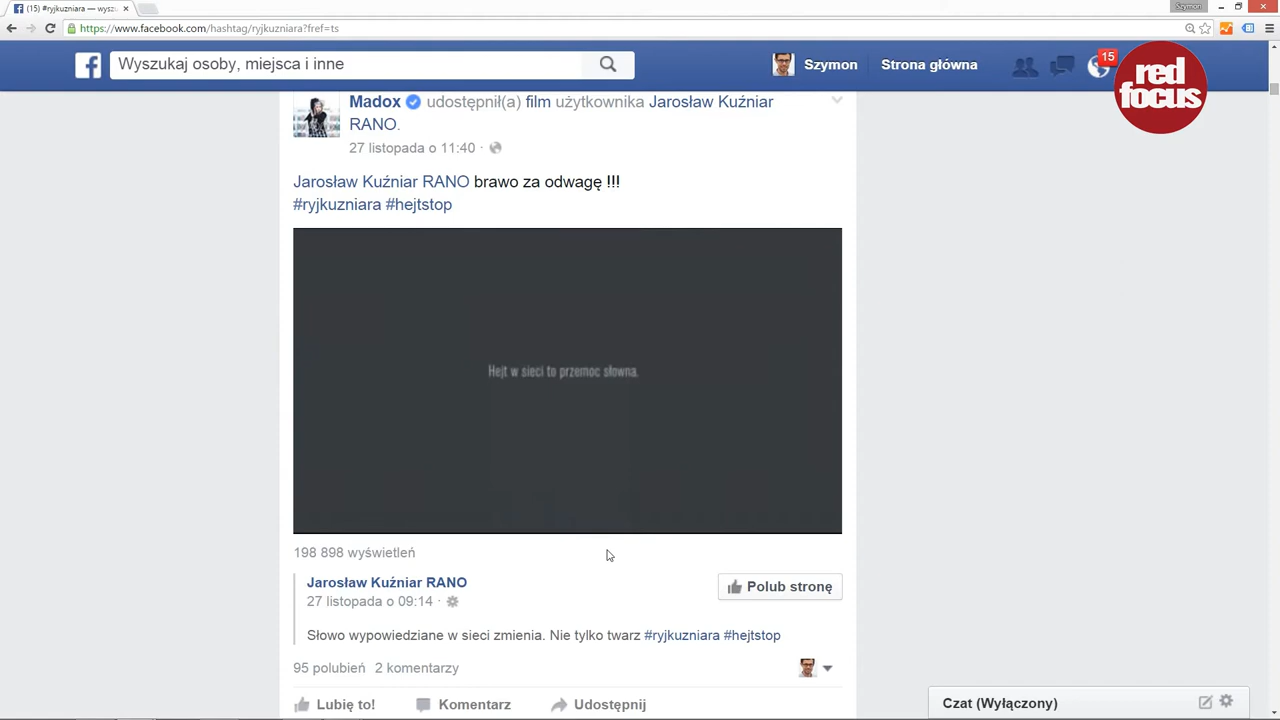 (15) #ryjkuzniara — wysz
Szymon
https://www.facebook.com/hashtag/ryjkuzniara?fref=ts
Wyszukaj osoby, miejsca i inne
Szymon
Strona główna
15
red
focus
Madox udostępnił(a) film użytkownika Jarosław Kuźniar
RANO.
27 listopada o 11:40 ·
Jarosław Kuźniar RANO brawo za odwagę !!!
#ryjkuzniara #hejtstop
Hejt w sieci to przemoc słowna.
198 898 wyświetleń
Jarosław Kuźniar RANO
27 listopada o 09:14 ·
Polub stronę
Słowo wypowiedziane w sieci zmienia. Nie tylko twarz #ryjkuzniara #hejtstop
95 polubień 2 komentarzy
Lubię to! Komentarz Udostępnij
Czat (Wyłączony)